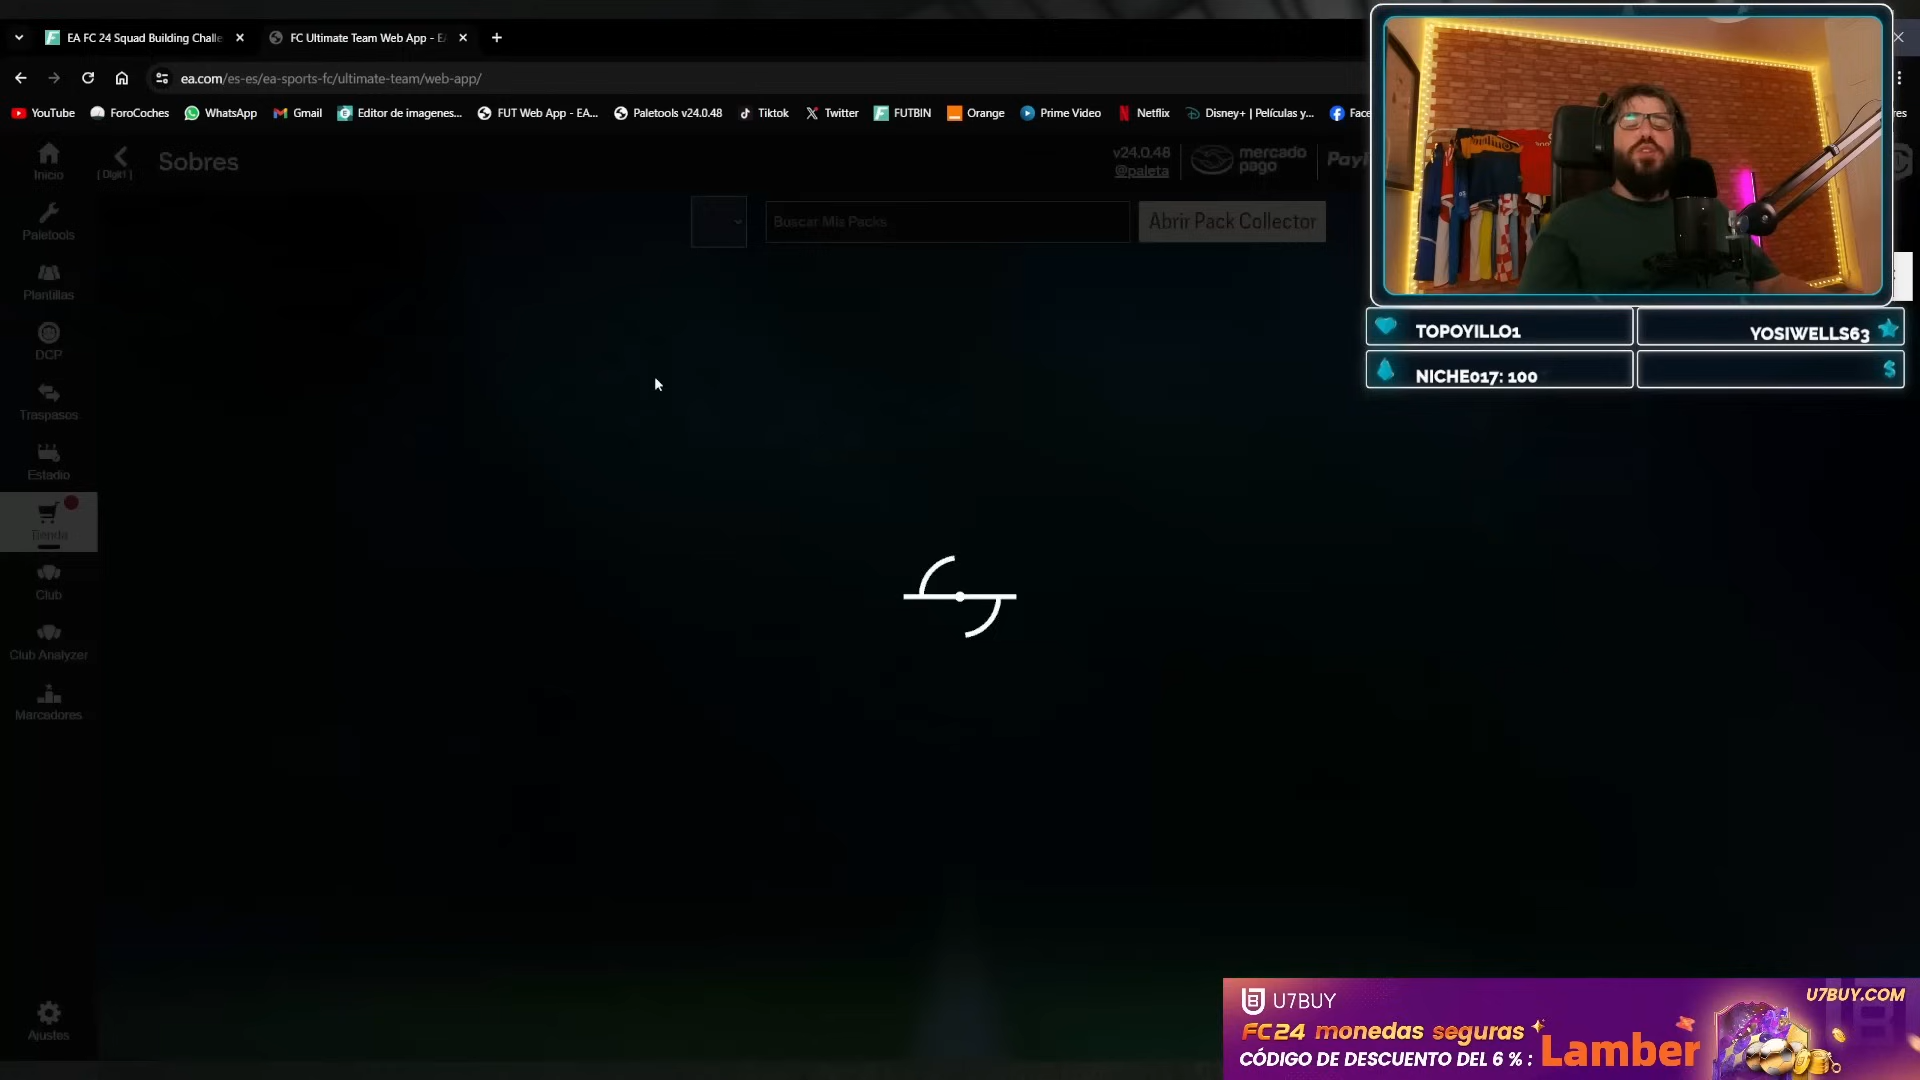 EA FC 24 Squad Building Challe
FC Ultimate Team Web App - E
ea.com/es-es/ea-sports-fc/ultimate-team/web-app/
YouTube
ForoCoches
WhatsApp
Gmail
Editor de imagenes...
FUT Web App - EA...
Paletools v24.0.48
Tiktok
Twitter
FUTBIN
Orange
Prime Video
Netflix
Disney+ | Películas y...
Face
res
Inicio
[ Digit1 ]
Sobres
v24.0.48
@paleta
mercado
pago
Payl
Buscar Mis Packs
Abrir Pack Collector
Paletools
Plantillas
DCP
Traspasos
Estadio
Tienda
Club
Club Analyzer
Marcadores
Ajustes
TOPOYILLO1
YOSIWELLS63
NICHE017: 100
$
U7BUY
U7BUY.COM
FC24 monedas seguras
CÓDIGO DE DESCUENTO DEL 6 % : Lamber